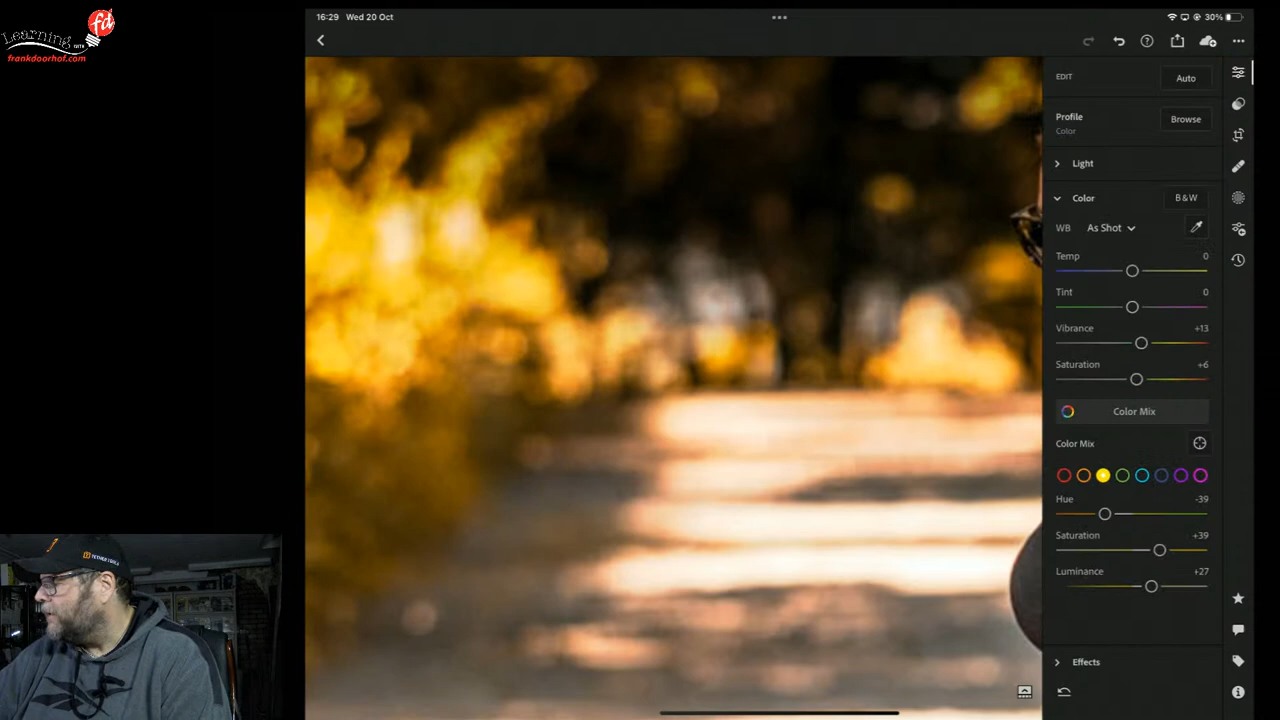 Learning with fd
frankdoorhof.com
16:29 Wed 20 Oct
30%
EDIT
Auto
Profile
Color
Browse
Light
Color
B&W
WB As Shot
Temp 0
Tint 0
Vibrance +13
Saturation +6
Color Mix
Color Mix
Hue -39
Saturation +39
Luminance +27
Effects